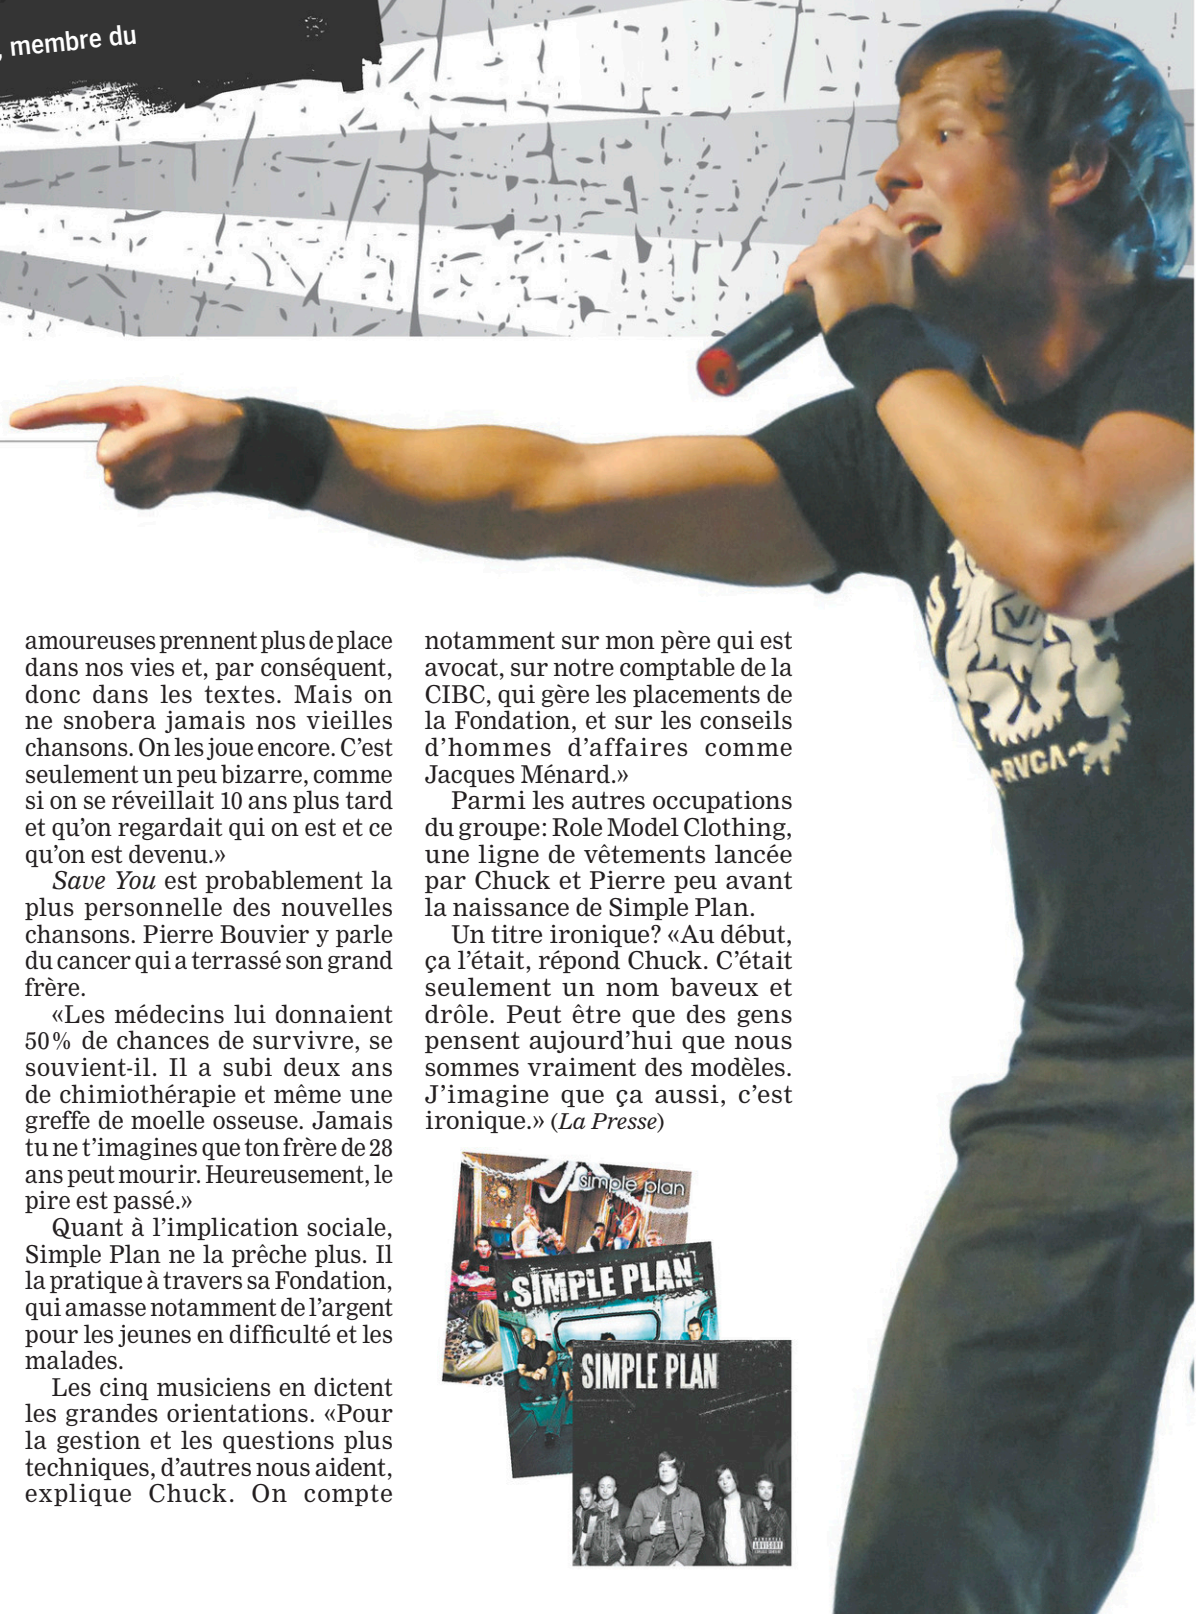 , membre du
amoureuses prennent plus de place
dans nos vies et, par conséquent,
donc dans les textes. Mais on
ne snobera jamais nos vieilles
chansons. On les joue encore. C’est
seulement un peu bizarre, comme
si on se réveillait 10 ans plus tard
et qu’on regardait qui on est et ce
qu’on est devenu.»
Save You est probablement la
plus personnelle des nouvelles
chansons. Pierre Bouvier y parle
du cancer qui a terrassé son grand
frère.
«Les médecins lui donnaient
50% de chances de survivre, se
souvient-il. Il a subi deux ans
de chimiothérapie et même une
greffe de moelle osseuse. Jamais
tu ne t’imagines que ton frère de 28
ans peut mourir. Heureusement, le
pire est passé.»
Quant à l’implication sociale,
Simple Plan ne la prêche plus. Il
la pratique à travers sa Fondation,
qui amasse notamment de l’argent
pour les jeunes en difficulté et les
malades.
Les cinq musiciens en dictent
les grandes orientations. «Pour
la gestion et les questions plus
techniques, d’autres nous aident,
explique Chuck. On compte
notamment sur mon père qui est
avocat, sur notre comptable de la
CIBC, qui gère les placements de
la Fondation, et sur les conseils
d’hommes d’affaires comme
Jacques Ménard.»
Parmi les autres occupations
du groupe: Role Model Clothing,
une ligne de vêtements lancée
par Chuck et Pierre peu avant
la naissance de Simple Plan.
Un titre ironique? «Au début,
ça l’était, répond Chuck. C’était
seulement un nom baveux et
drôle. Peut être que des gens
pensent aujourd’hui que nous
sommes vraiment des modèles.
J’imagine que ça aussi, c’est
ironique.» (La Presse)
simple plan
SIMPLE PLAN
SIMPLE PLAN
ADVISORY
RVCA